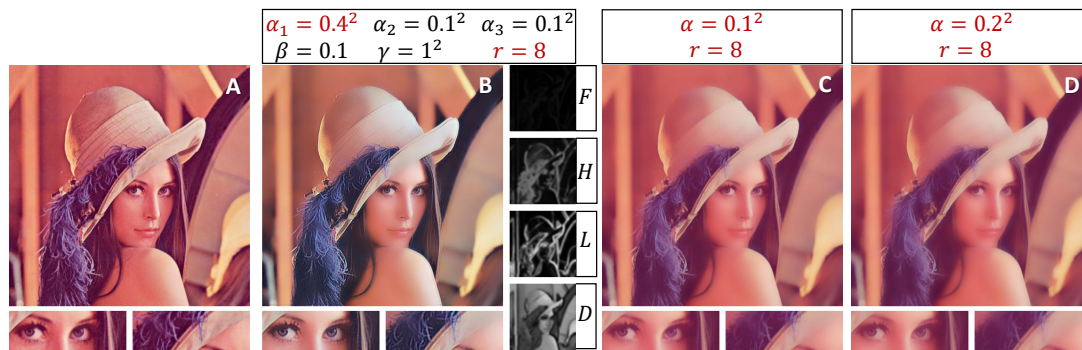 α₁ = 0.4² α₂ = 0.1² α₃ = 0.1²
β = 0.1 γ = 1² r = 8
α = 0.1²
r = 8
α = 0.2²
r = 8
A
B
F
H
L
D
C
D